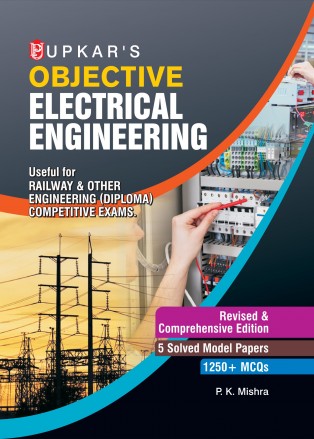 UPKAR'S
OBJECTIVE
ELECTRICAL
ENGINEERING
Useful for
RAILWAY & OTHER
ENGINEERING (DIPLOMA)
COMPETITIVE EXAMS.
Revised &
Comprehensive Edition
5 Solved Model Papers
1250+ MCQs
P. K. Mishra